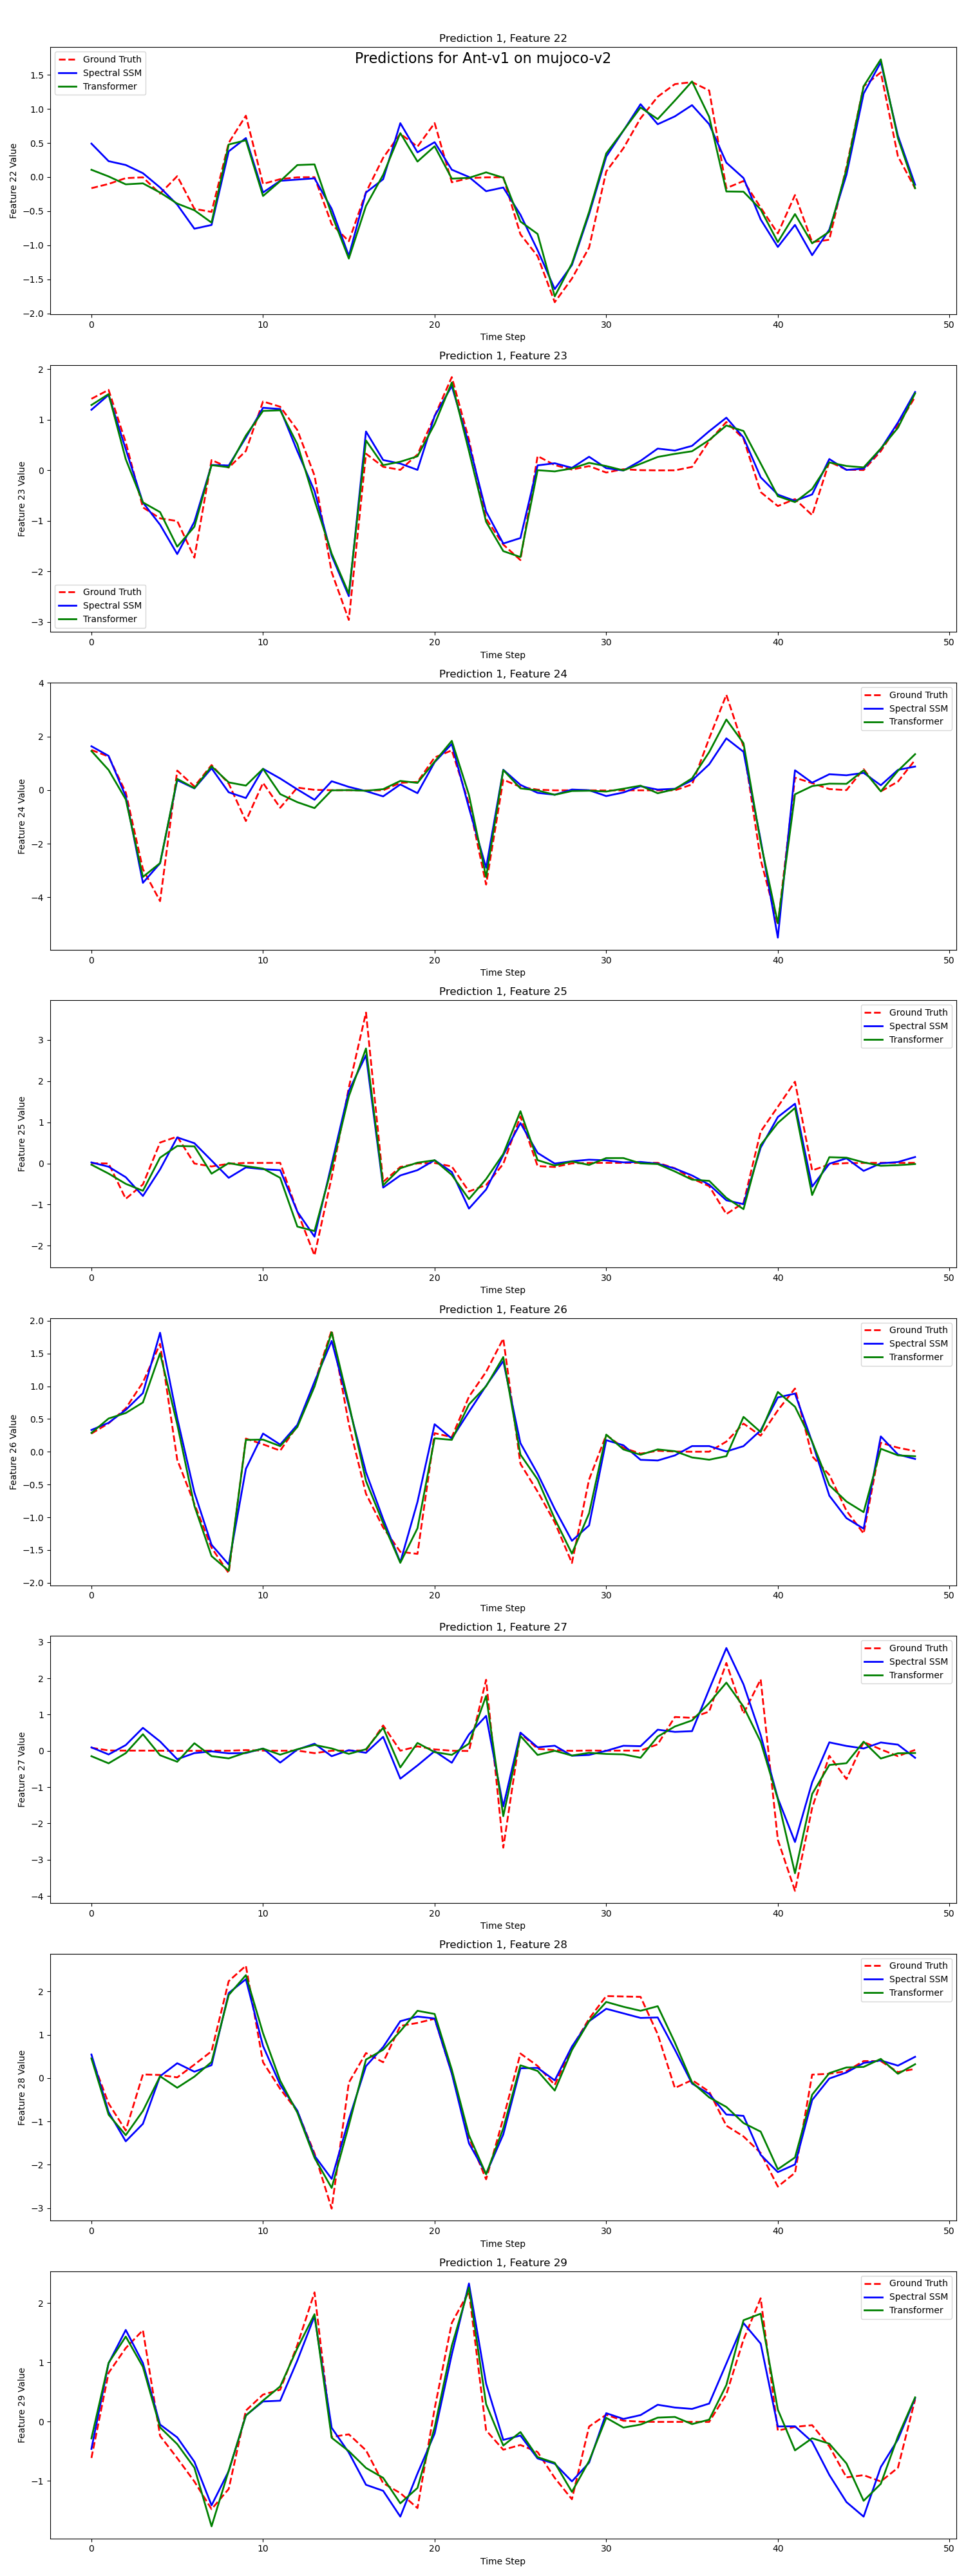 Prediction 1, Feature 22
Predictions for Ant-v1 on mujoco-v2
Ground Truth
Spectral SSM
Transformer
Feature 22 Value
1.5
1.0
0.5
0.0
−0.5
−1.0
−1.5
−2.0
0 10 20 30 40 50
Time Step
Prediction 1, Feature 23
Feature 23 Value
2
1
0
−1
−2
−3
Ground Truth
Spectral SSM
Transformer
0 10 20 30 40 50
Time Step
Prediction 1, Feature 24
Ground Truth
Spectral SSM
Transformer
Feature 24 Value
4
2
0
−2
−4
0 10 20 30 40 50
Time Step
Prediction 1, Feature 25
Ground Truth
Spectral SSM
Transformer
Feature 25 Value
3
2
1
0
−1
−2
0 10 20 30 40 50
Time Step
Prediction 1, Feature 26
Ground Truth
Spectral SSM
Transformer
Feature 26 Value
2.0
1.5
1.0
0.5
0.0
−0.5
−1.0
−1.5
−2.0
0 10 20 30 40 50
Time Step
Prediction 1, Feature 27
Ground Truth
Spectral SSM
Transformer
Feature 27 Value
3
2
1
0
−1
−2
−3
−4
0 10 20 30 40 50
Time Step
Prediction 1, Feature 28
Ground Truth
Spectral SSM
Transformer
Feature 28 Value
2
1
0
−1
−2
−3
0 10 20 30 40 50
Time Step
Prediction 1, Feature 29
Ground Truth
Spectral SSM
Transformer
Feature 29 Value
2
1
0
−1
0 10 20 30 40 50
Time Step